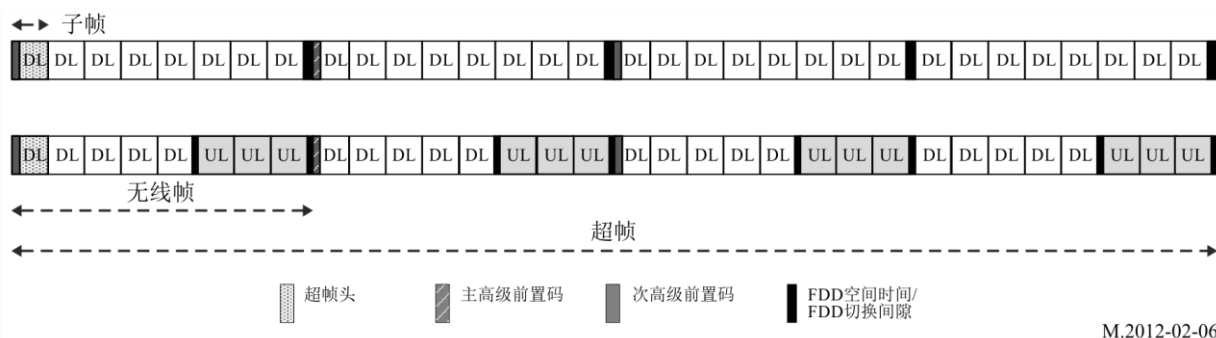 子帧
DL DL DL DL DL DL DL DL DL DL DL DL DL DL DL DL DL DL DL DL DL DL DL DL DL DL DL DL DL DL DL DL
DL DL DL DL DL UL UL UL DL DL DL DL DL UL UL UL DL DL DL DL DL UL UL UL DL DL DL DL DL UL UL UL
无线帧
超帧
超帧头 主高级前置码 次高级前置码 FDD空间时间/
FDD切换间隙
M.2012-02-06